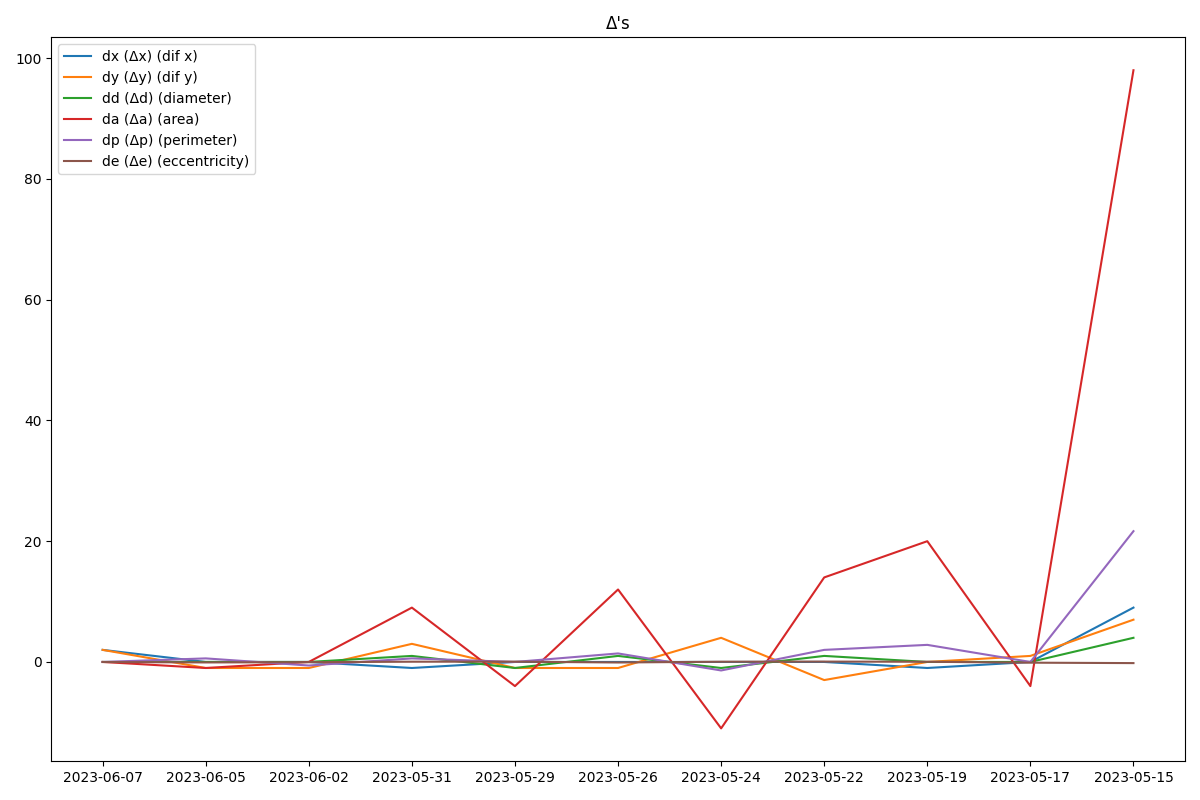 Δ's
dx (Δx) (dif x)
dy (Δy) (dif y)
dd (Δd) (diameter)
da (Δa) (area)
dp (Δp) (perimeter)
de (Δe) (eccentricity)
100
80
60
40
20
0
2023-06-07 2023-06-05 2023-06-02 2023-05-31 2023-05-29 2023-05-26 2023-05-24 2023-05-22 2023-05-19 2023-05-17 2023-05-15